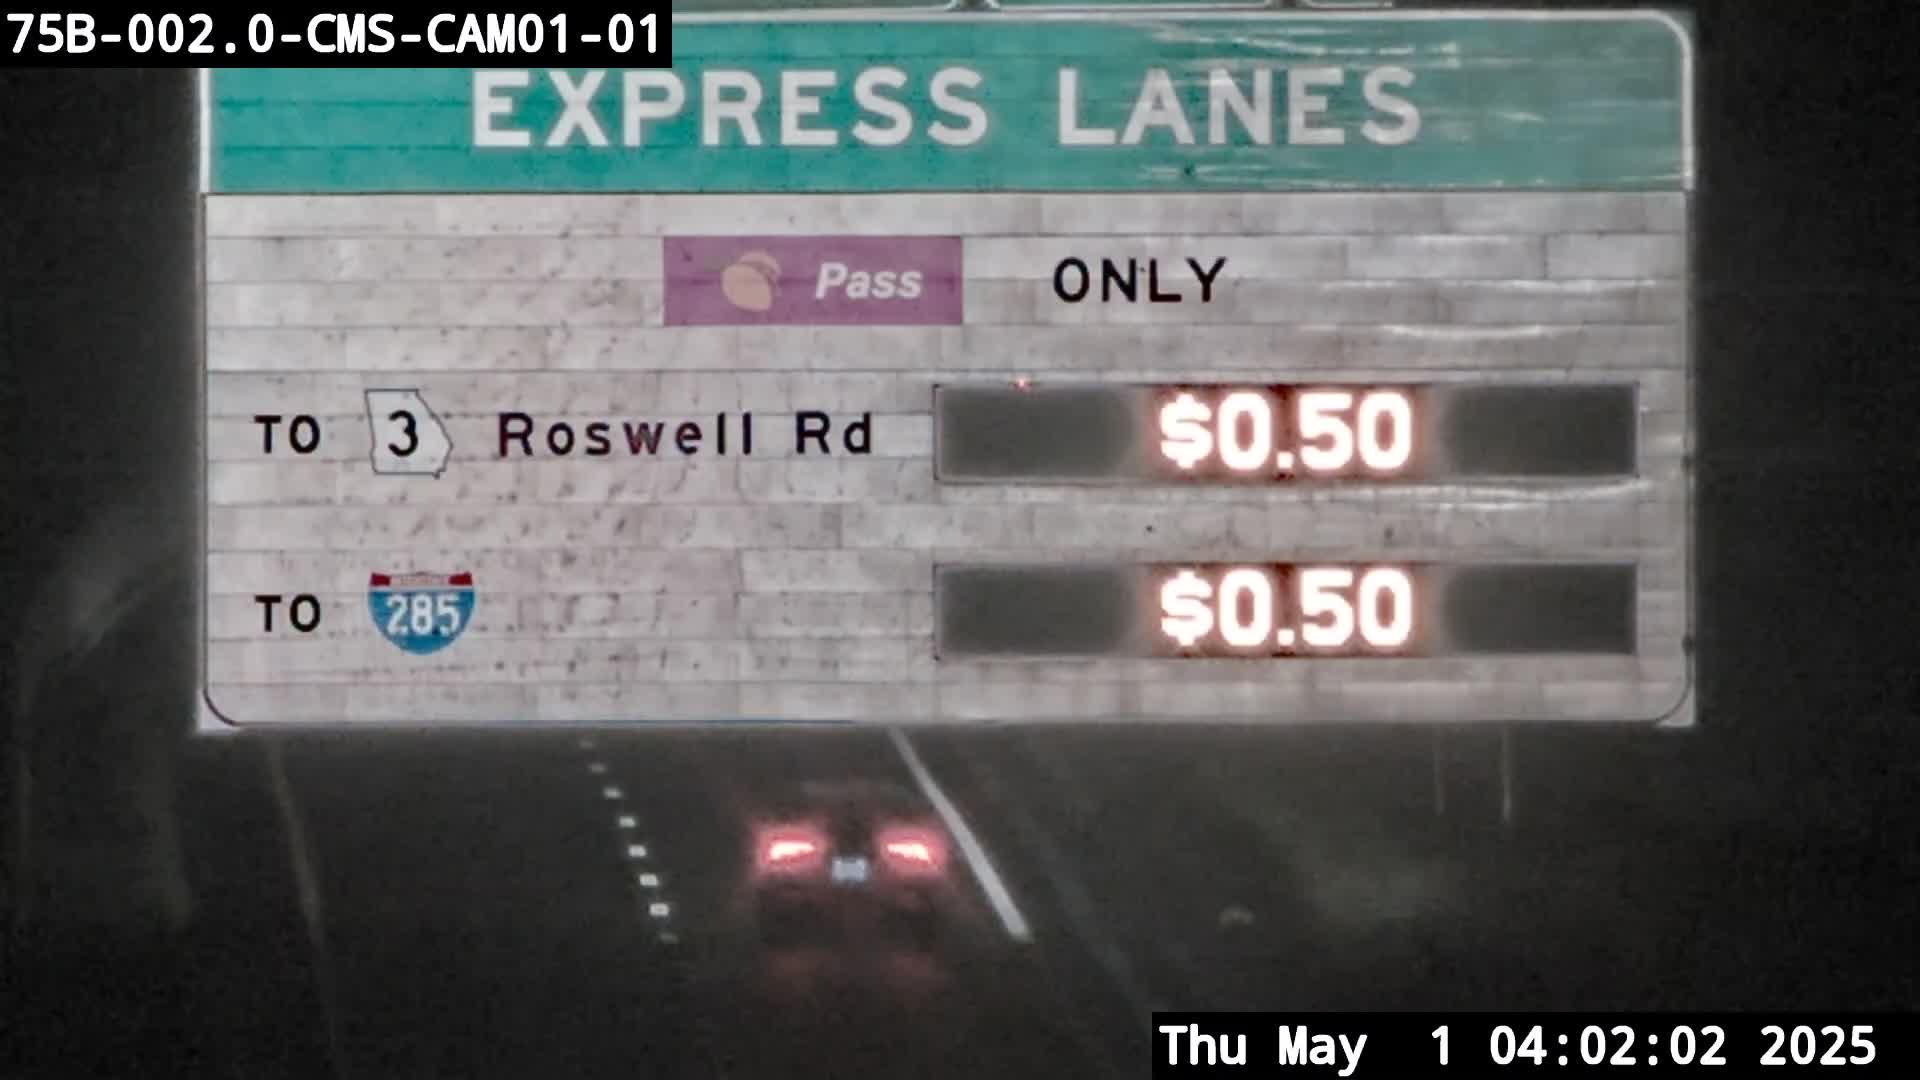 75B-002.0-CMS-CAM01-01
EXPRESS LANES
Pass ONLY
TO 3 Roswell Rd $0.50
TO 285 $0.50
Thu May 1 04:02:02 2025